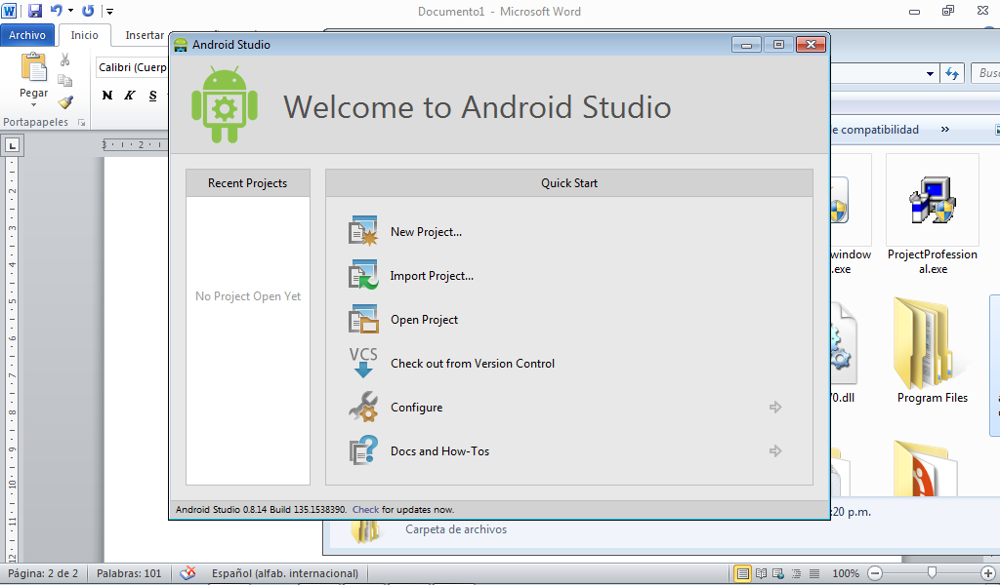 Documento1 - Microsoft Word
Archivo
Inicio
Insertar
Calibri (Cuerp
Pegar
N K S
Portapapeles
3 · 2 ·
Android Studio
Welcome to Android Studio
Recent Projects
No Project Open Yet
Quick Start
New Project...
Import Project...
Open Project
VCS
Check out from Version Control
Configure
Docs and How-Tos
Android Studio 0.8.14 Build 135.1538390. Check for updates now.
Busc
e compatibilidad »
window
.exe
ProjectProfession
al.exe
0.dll
Program Files
:20 p.m.
Carpeta de archivos
Página: 2 de 2
Palabras: 101
Español (alfab. internacional)
100%